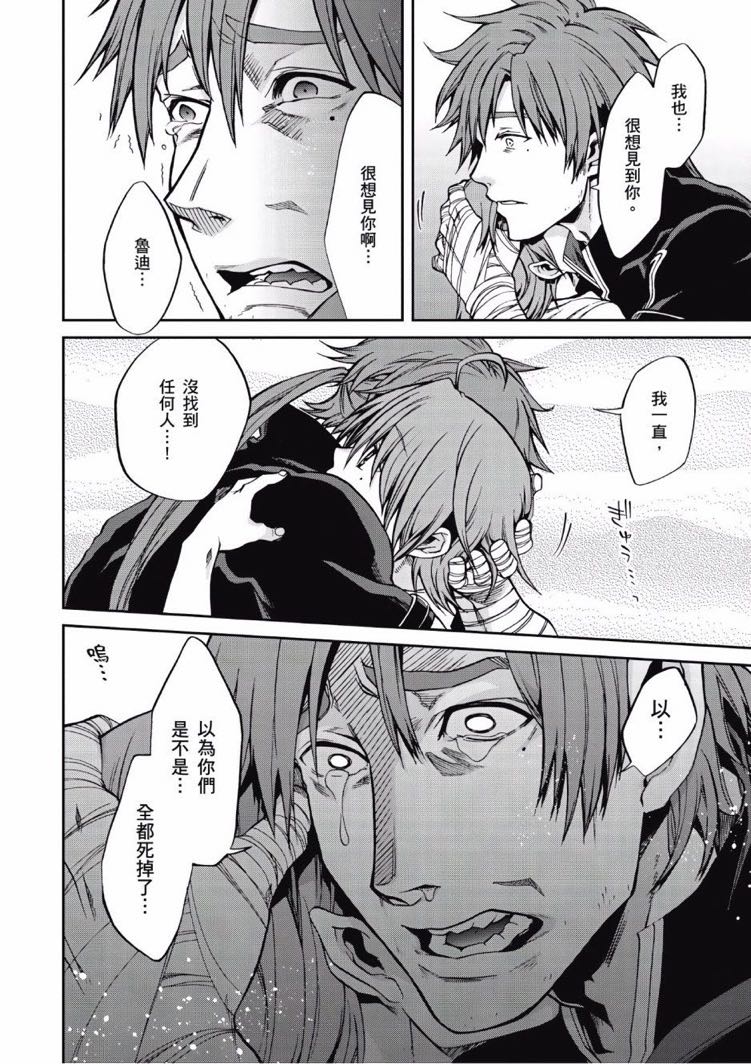 我也…
很想見到你。
很想見你啊…
魯迪…
我一直，
沒找到
任何人…！
以…
以為你們
是不是…
全都死掉了…
嗚…